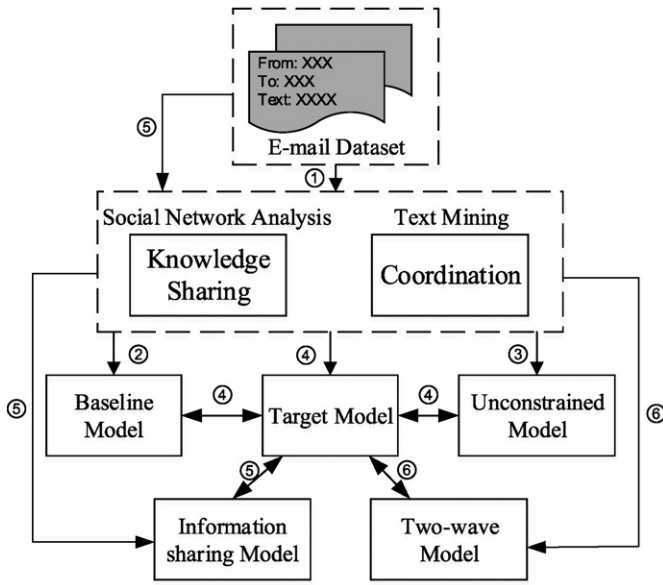 From: XXX
To: XXX
Text: XXXX
E-mail Dataset
⑤
①
Social Network Analysis
Text Mining
Knowledge
Sharing
Coordination
②
④
③
⑤
⑥
Baseline
Model
④
Target Model
④
Unconstrained
Model
⑤
⑥
Information
sharing Model
Two-wave
Model